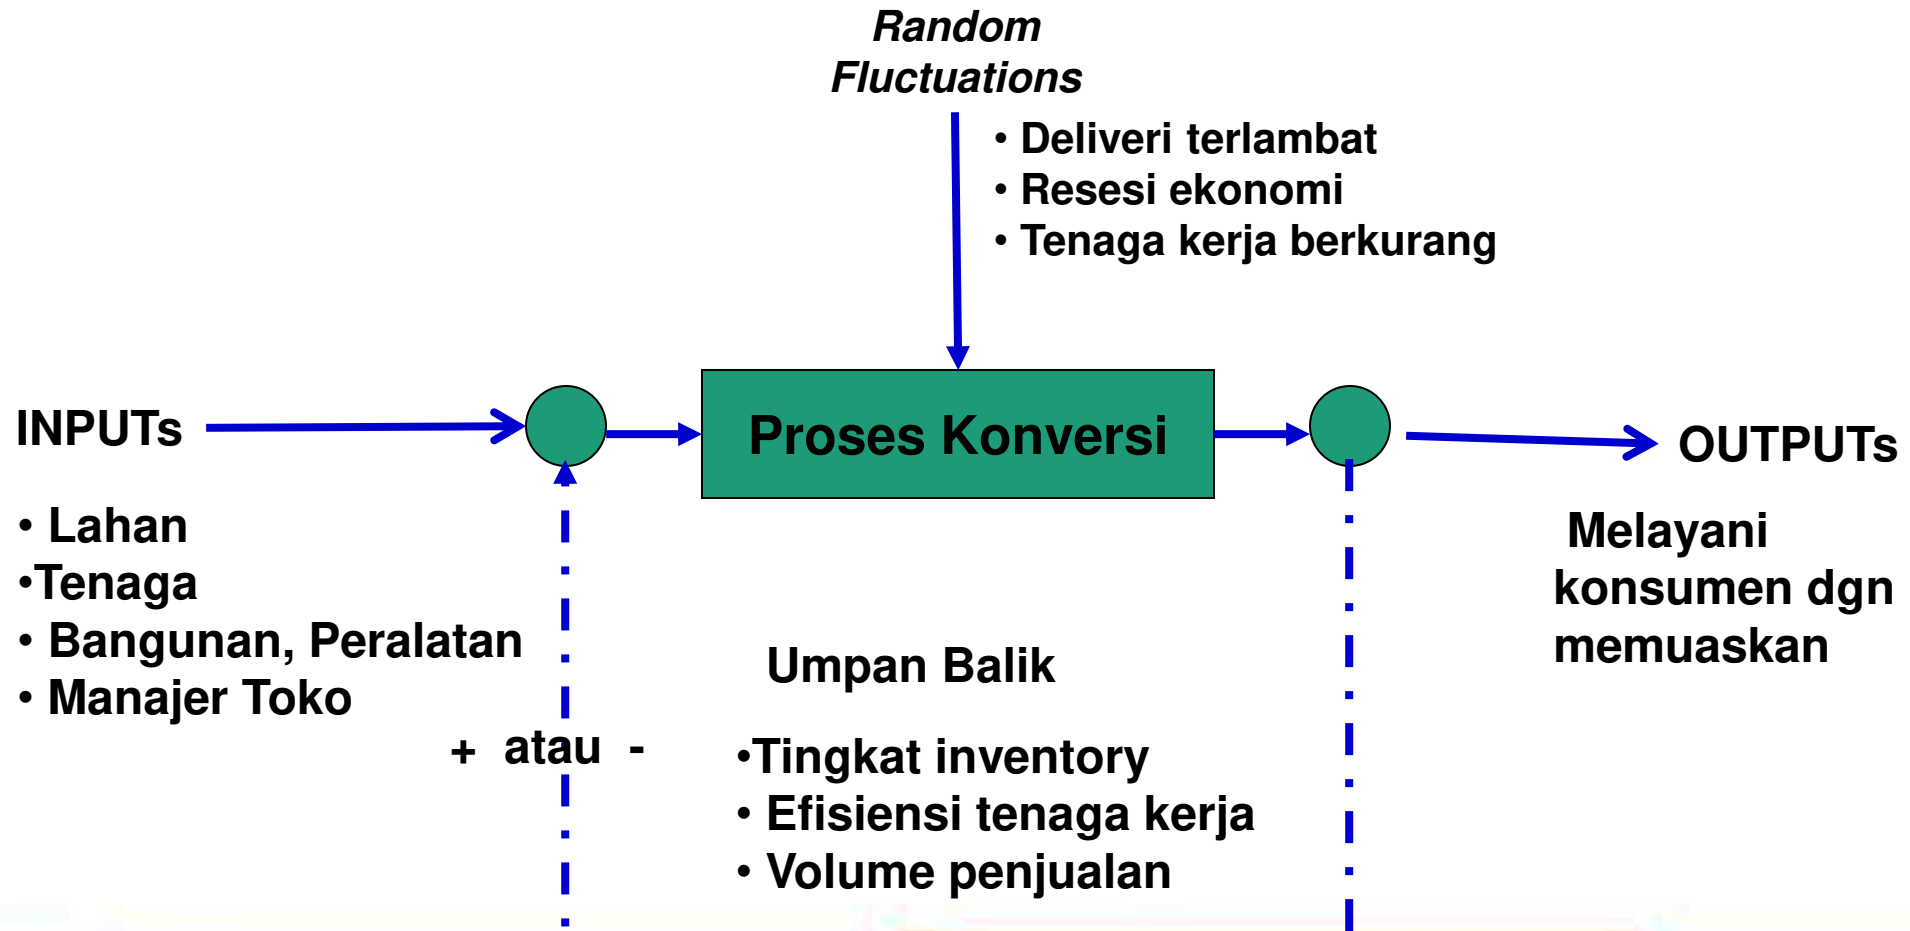 Random
Fluctuations
• Deliveri terlambat
• Resesi ekonomi
• Tenaga kerja berkurang
INPUTs
Proses Konversi
OUTPUTs
• Lahan
•Tenaga
• Bangunan, Peralatan
• Manajer Toko
Melayani
konsumen dgn
memuaskan
+ atau -
Umpan Balik
•Tingkat inventory
• Efisiensi tenaga kerja
• Volume penjualan